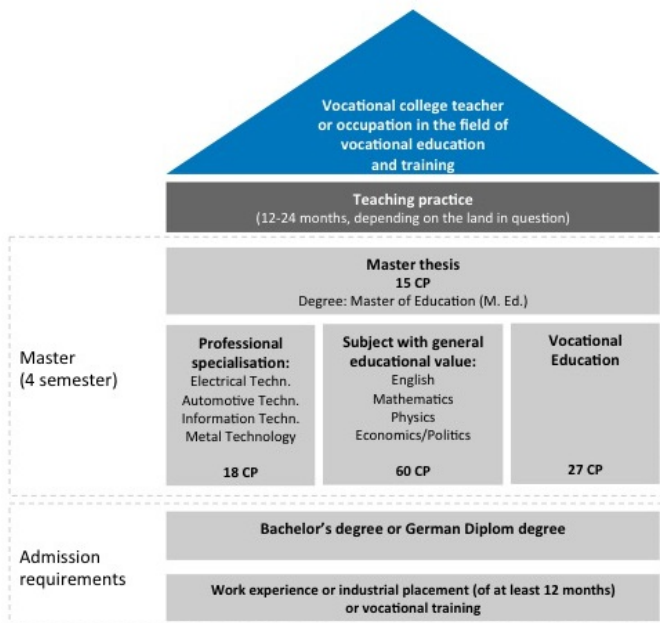 Vocational college teacher
or occupation in the field of
vocational education
and training
Teaching practice
(12-24 months, depending on the land in question)
Master thesis
15 CP
Degree: Master of Education (M. Ed.)
Master
(4 semester)
Professional
specialisation:
Electrical Techn.
Automotive Techn.
Information Techn.
Metal Technology
18 CP
Subject with general
educational value:
English
Mathematics
Physics
Economics/Politics
60 CP
Vocational
Education
27 CP
Admission
requirements
Bachelor's degree or German Diplom degree
Work experience or industrial placement (of at least 12 months)
or vocational training